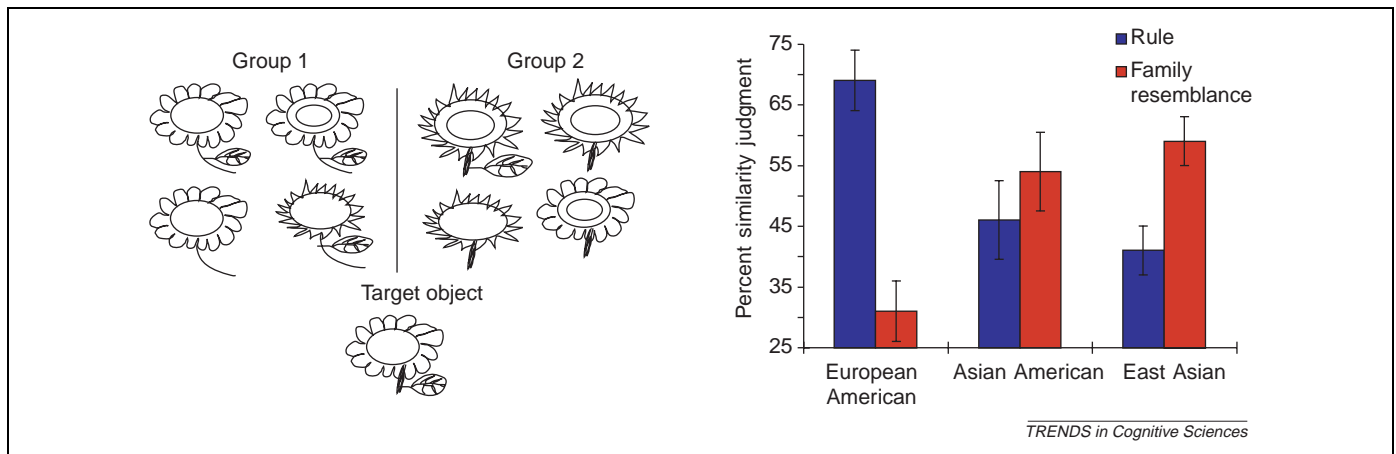 Group 1
Group 2
Target object
Rule
Family
resemblance
Percent similarity judgment
75
65
55
45
35
25
European
American
Asian American
East Asian
TRENDS in Cognitive Sciences